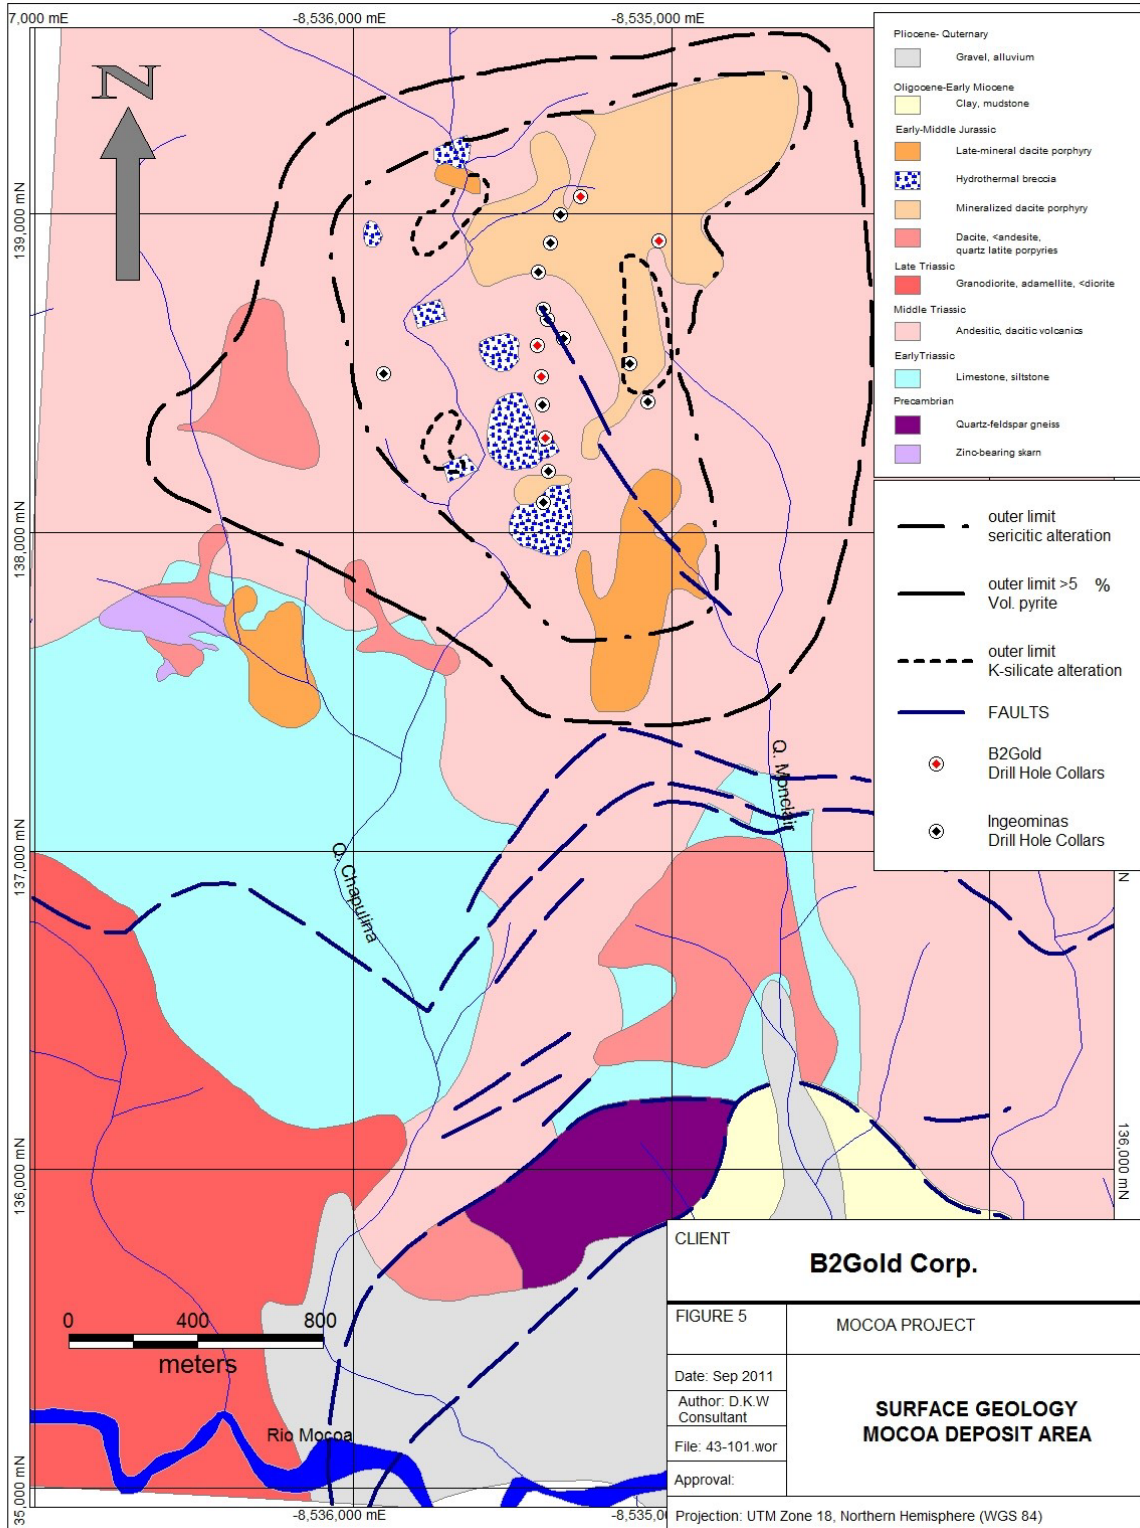 7,000 mE
-8,536,000 mE
-8,535,000 mE
N
139,000 mN
138,000 mN
137,000 mN
136,000 mN
35,000 mN
Pliocene- Quternary
Gravel, alluvium
Oligocene-Early Miocene
Clay, mudstone
Early-Middle Jurassic
Late-mineral dacite porphyry
Hydrothermal breccia
Mineralized dacite porphyry
Dacite, <andesite,
quartz latite porpyries
Late Triassic
Granodiorite, adamellite, <diorite
Middle Triassic
Andesitic, dacitic volcanics
EarlyTriassic
Limestone, siltstone
Precambrian
Quartz-feldspar gneiss
Zinc-bearing skarn
outer limit
sericitic alteration
outer limit >5 %
Vol. pyrite
outer limit
K-silicate alteration
FAULTS
B2Gold
Drill Hole Collars
Ingeominas
Drill Hole Collars
N
136,000 mN
Q. Monclair
Q. Chapulina
0 400 800
meters
Rio Mocoa
-8,536,000 mE
-8,535,0
CLIENT
B2Gold Corp.
FIGURE 5
MOCOA PROJECT
Date: Sep 2011
Author: D.K.W
Consultant
File: 43-101.wor
Approval:
SURFACE GEOLOGY
MOCOA DEPOSIT AREA
Projection: UTM Zone 18, Northern Hemisphere (WGS 84)